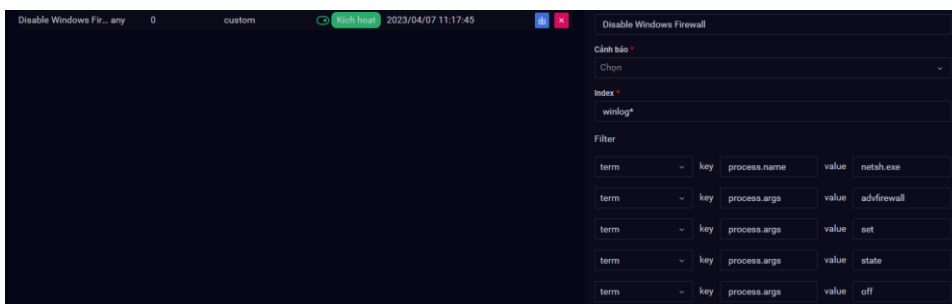 Disable Windows Fir... any 0 custom Kích hoạt 2023/04/07 11:17:45
Disable Windows Firewall
Cảnh báo *
Chọn
Index *
winlog*
Filter
term key process.name value netsh.exe
term key process.args value advfirewall
term key process.args value set
term key process.args value state
term key process.args value off